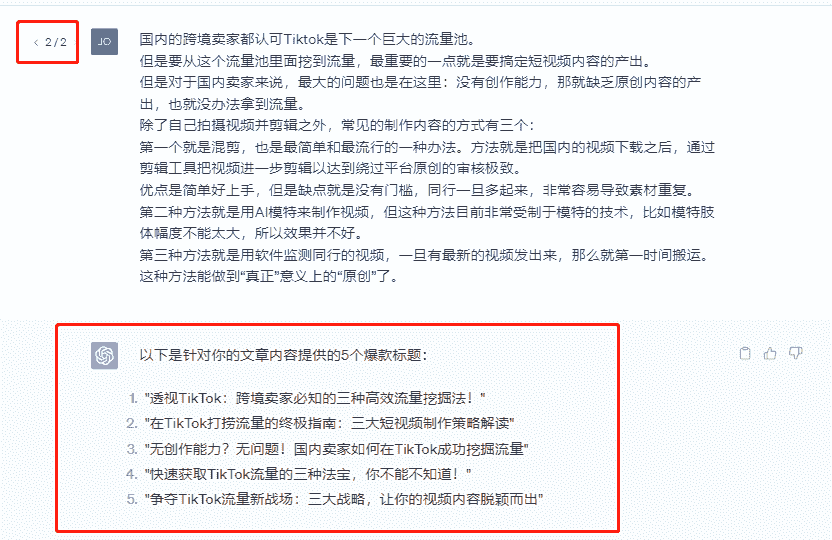 < 2 / 2
JO
国内的跨境卖家都认可Tiktok是下一个巨大的流量池。
但是要从这个流量池里面挖到流量，最重要的一点就是要搞定短视频内容的产出。
但是对于国内卖家来说，最大的问题也是在这里：没有创作能力，那就缺乏原创内容的产
出，也就没办法拿到流量。
除了自己拍摄视频并剪辑之外，常见的制作内容的方式有三个：
第一个就是混剪，也是最简单和最流行的一种办法。方法就是把国内的视频下载之后，通过
剪辑工具把视频进一步剪辑以达到绕过平台原创的审核极致。
优点是简单好上手，但是缺点就是没有门槛，同行一旦多起来，非常容易导致素材重复。
第二种方法就是用AI模特来制作视频，但这种方法目前非常受制于模特的技术，比如模特肢
体幅度不能太大，所以效果并不好。
第三种方法就是用软件监测同行的视频，一旦有最新的视频发出来，那么就第一时间搬运。
这种方法能做到“真正”意义上的“原创”了。
以下是针对你的文章内容提供的5个爆款标题：
1. "透视TikTok：跨境卖家必知的三种高效流量挖掘法！"
2. "在TikTok打捞流量的终极指南：三大短视频制作策略解读"
3. "无创作能力？无问题！国内卖家如何在TikTok成功挖掘流量"
4. "快速获取TikTok流量的三种法宝，你不能不知道！"
5. "争夺TikTok流量新战场：三大战略，让你的视频内容脱颖而出"